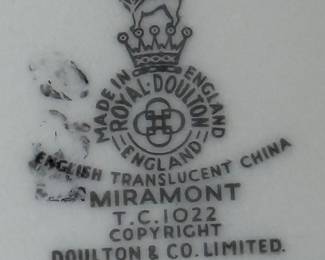 MADE IN ENGLAND
ROYAL · DOULTON
ENGLAND
ENGLISH TRANSLUCENT CHINA
MIRAMONT
T.C. 1022
COPYRIGHT
DOULTON & CO. LIMITED.